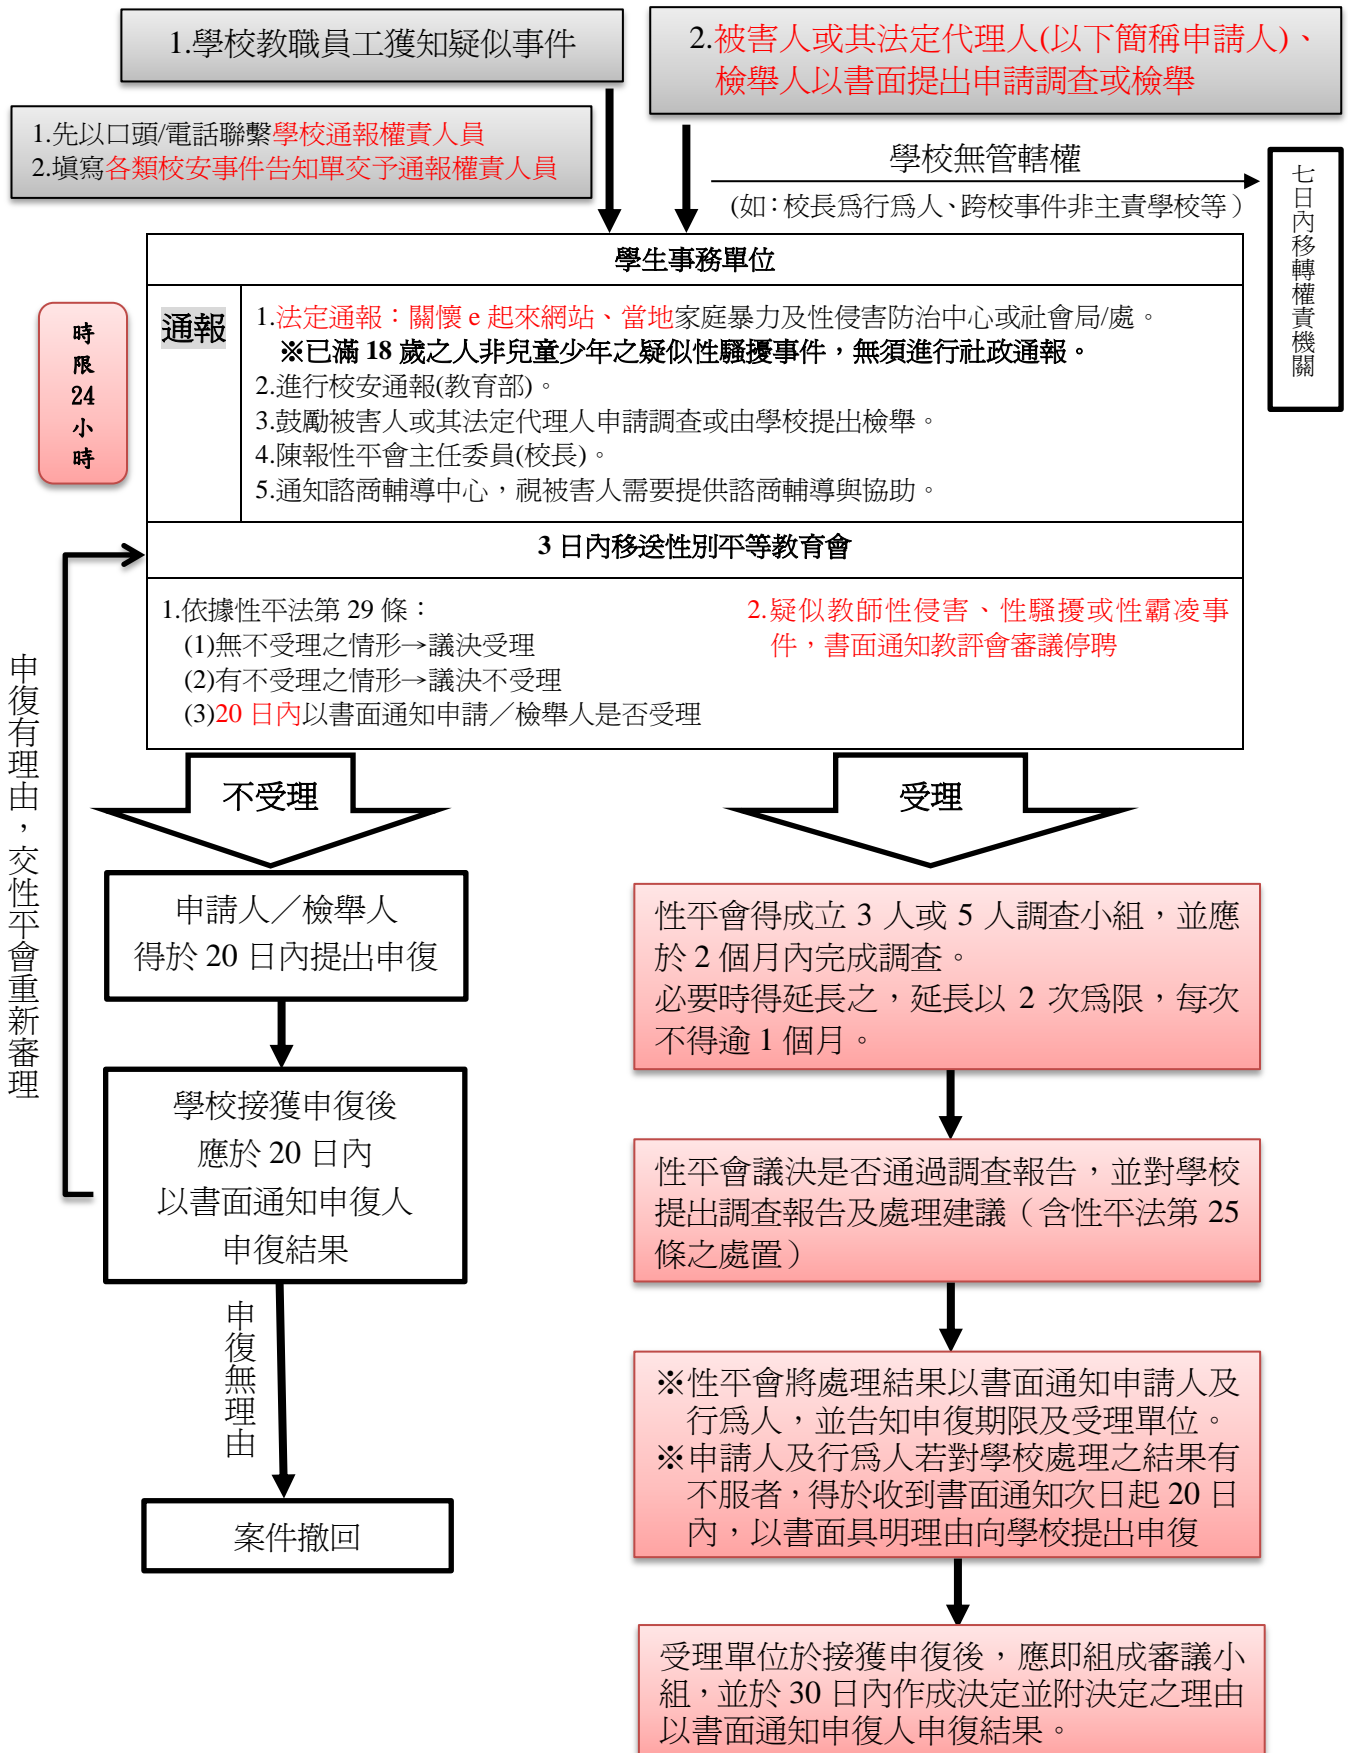 1.學校教職員工獲知疑似事件
2.被害人或其法定代理人(以下簡稱申請人)、
檢舉人以書面提出申請調查或檢舉
1.先以口頭/電話聯繫學校通報權責人員
2.填寫各類校安事件告知單交予通報權責人員
學校無管轄權
(如：校長為行為人、跨校事件非主責學校等)
七日內移轉權責機關
學生事務單位
時
限
24
小
時
通報
1.法定通報：關懷 e 起來網站、當地家庭暴力及性侵害防治中心或社會局/處。
※已滿 18 歲之人非兒童少年之疑似性騷擾事件，無須進行社政通報。
2.進行校安通報(教育部)。
3.鼓勵被害人或其法定代理人申請調查或由學校提出檢舉。
4.陳報性平會主任委員(校長)。
5.通知諮商輔導中心，視被害人需要提供諮商輔導與協助。
3 日內移送性別平等教育會
1.依據性平法第 29 條：
(1)無不受理之情形→議決受理
(2)有不受理之情形→議決不受理
(3)20 日內以書面通知申請／檢舉人是否受理
2.疑似教師性侵害、性騷擾或性霸凌事
件，書面通知教評會審議停聘
申復有理由，交性平會重新審理
不受理
受理
申請人／檢舉人
得於 20 日內提出申復
學校接獲申復後
應於 20 日內
以書面通知申復人
申復結果
申復無理由
案件撤回
性平會得成立 3 人或 5 人調查小組，並應
於 2 個月內完成調查。
必要時得延長之，延長以 2 次為限，每次
不得逾 1 個月。
性平會議決是否通過調查報告，並對學校
提出調查報告及處理建議（含性平法第 25
條之處置）
※性平會將處理結果以書面通知申請人及
行為人，並告知申復期限及受理單位。
※申請人及行為人若對學校處理之結果有
不服者，得於收到書面通知次日起 20 日
內，以書面具明理由向學校提出申復
受理單位於接獲申復後，應即組成審議小
組，並於 30 日內作成決定並附決定之理由
以書面通知申復人申復結果。